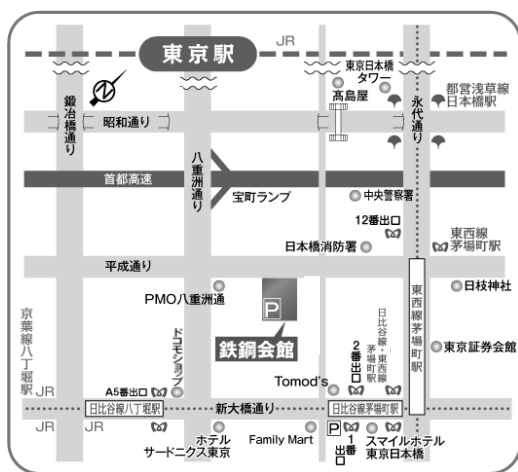 JR
東京駅
東京日本橋
タワー
髙島屋
都営浅草線
日本橋駅
鍛冶橋通り
昭和通り
永代通り
八重洲通り
首都高速
宝町ランプ
中央警察署
12番出口
日本橋消防署
東西線
茅場町駅
平成通り
PMO八重洲通
P
鉄鋼会館
東西線茅場町駅
日枝神社
東京証券会館
京葉線八丁堀駅
ドコモショップ
日比谷線・東西線
茅場町駅
2番出口
Tomod's
A5番出口
JR
日比谷線八丁堀駅
新大橋通り
日比谷線茅場町駅
JR
JR
P
1番出口
ホテル
サードニクス東京
Family Mart
スマイルホテル
東京日本橋